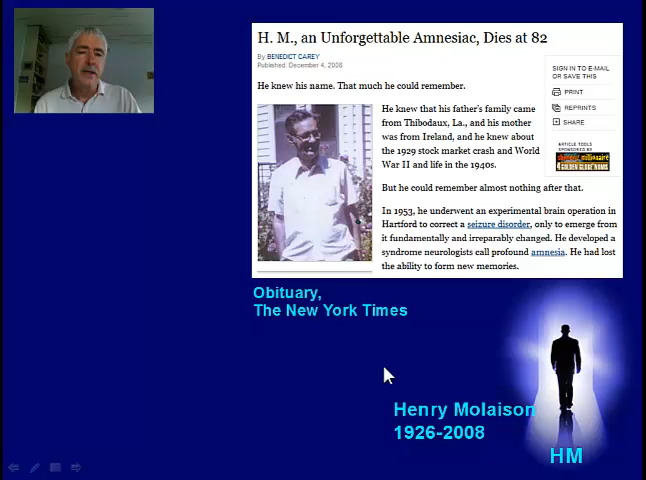 H. M., an Unforgettable Amnesiac, Dies at 82
By BENEDICT CAREY
Published: December 4, 2008
He knew his name. That much he could remember.
He knew that his father's family came
from Thibodaux, La., and his mother
was from Ireland, and he knew about
the 1929 stock market crash and World
War II and life in the 1940s.
But he could remember almost nothing after that.
In 1953, he underwent an experimental brain operation in
Hartford to correct a seizure disorder, only to emerge from
it fundamentally and irreparably changed. He developed a
syndrome neurologists call profound amnesia. He had lost
the ability to form new memories.
SIGN IN TO E-MAIL
OR SAVE THIS
PRINT
REPRINTS
SHARE
ARTICLE TOOLS
SPONSORED BY
4 GOLDEN GLOBE NOMS
Obituary,
The New York Times
Henry Molaison
1926-2008
HM